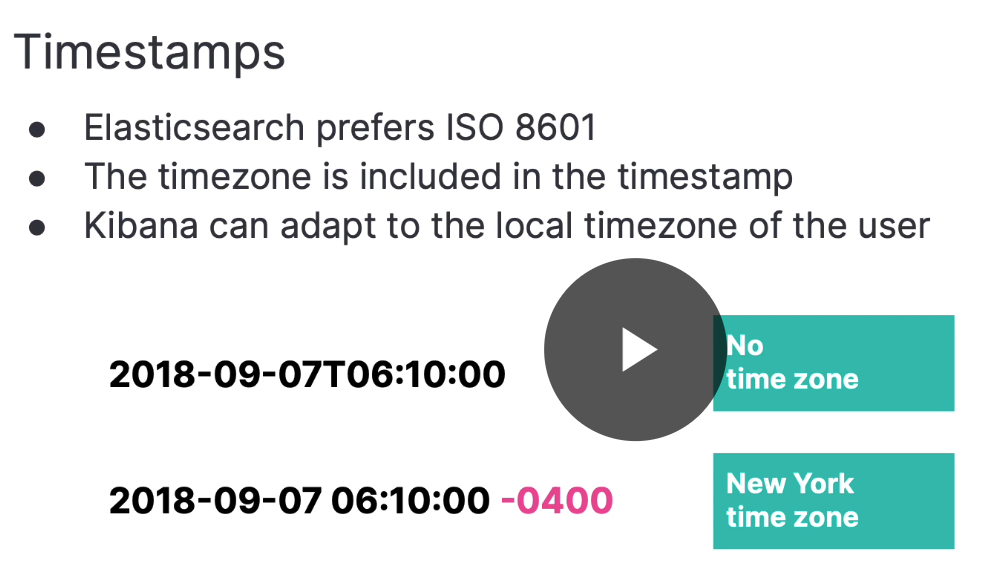 Timestamps
● Elasticsearch prefers ISO 8601
● The timezone is included in the timestamp
● Kibana can adapt to the local timezone of the user
2018-09-07T06:10:00
No
time zone
2018-09-07 06:10:00 -0400
New York
time zone